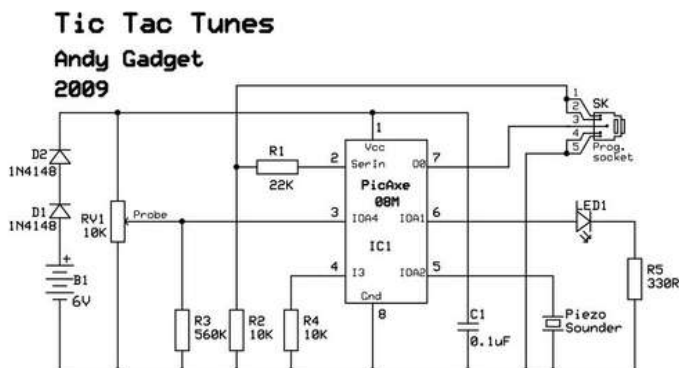 Tic Tac Tunes
Andy Gadget
2009
D2
1N4148
D1
1N4148
B1
6V
RV1
10K
Probe
R1
22K
1
Vcc
2
SerIn
O0
7
PicAxe
08M
3
IOA4
IOA1
6
IC1
4
I3
IOA2
5
Gnd
8
R3
560K
R2
10K
R4
10K
C1
0.1uF
1
2
3
4
5
SK
Prog.
socket
LED1
R5
330R
Piezo
Sounder
+